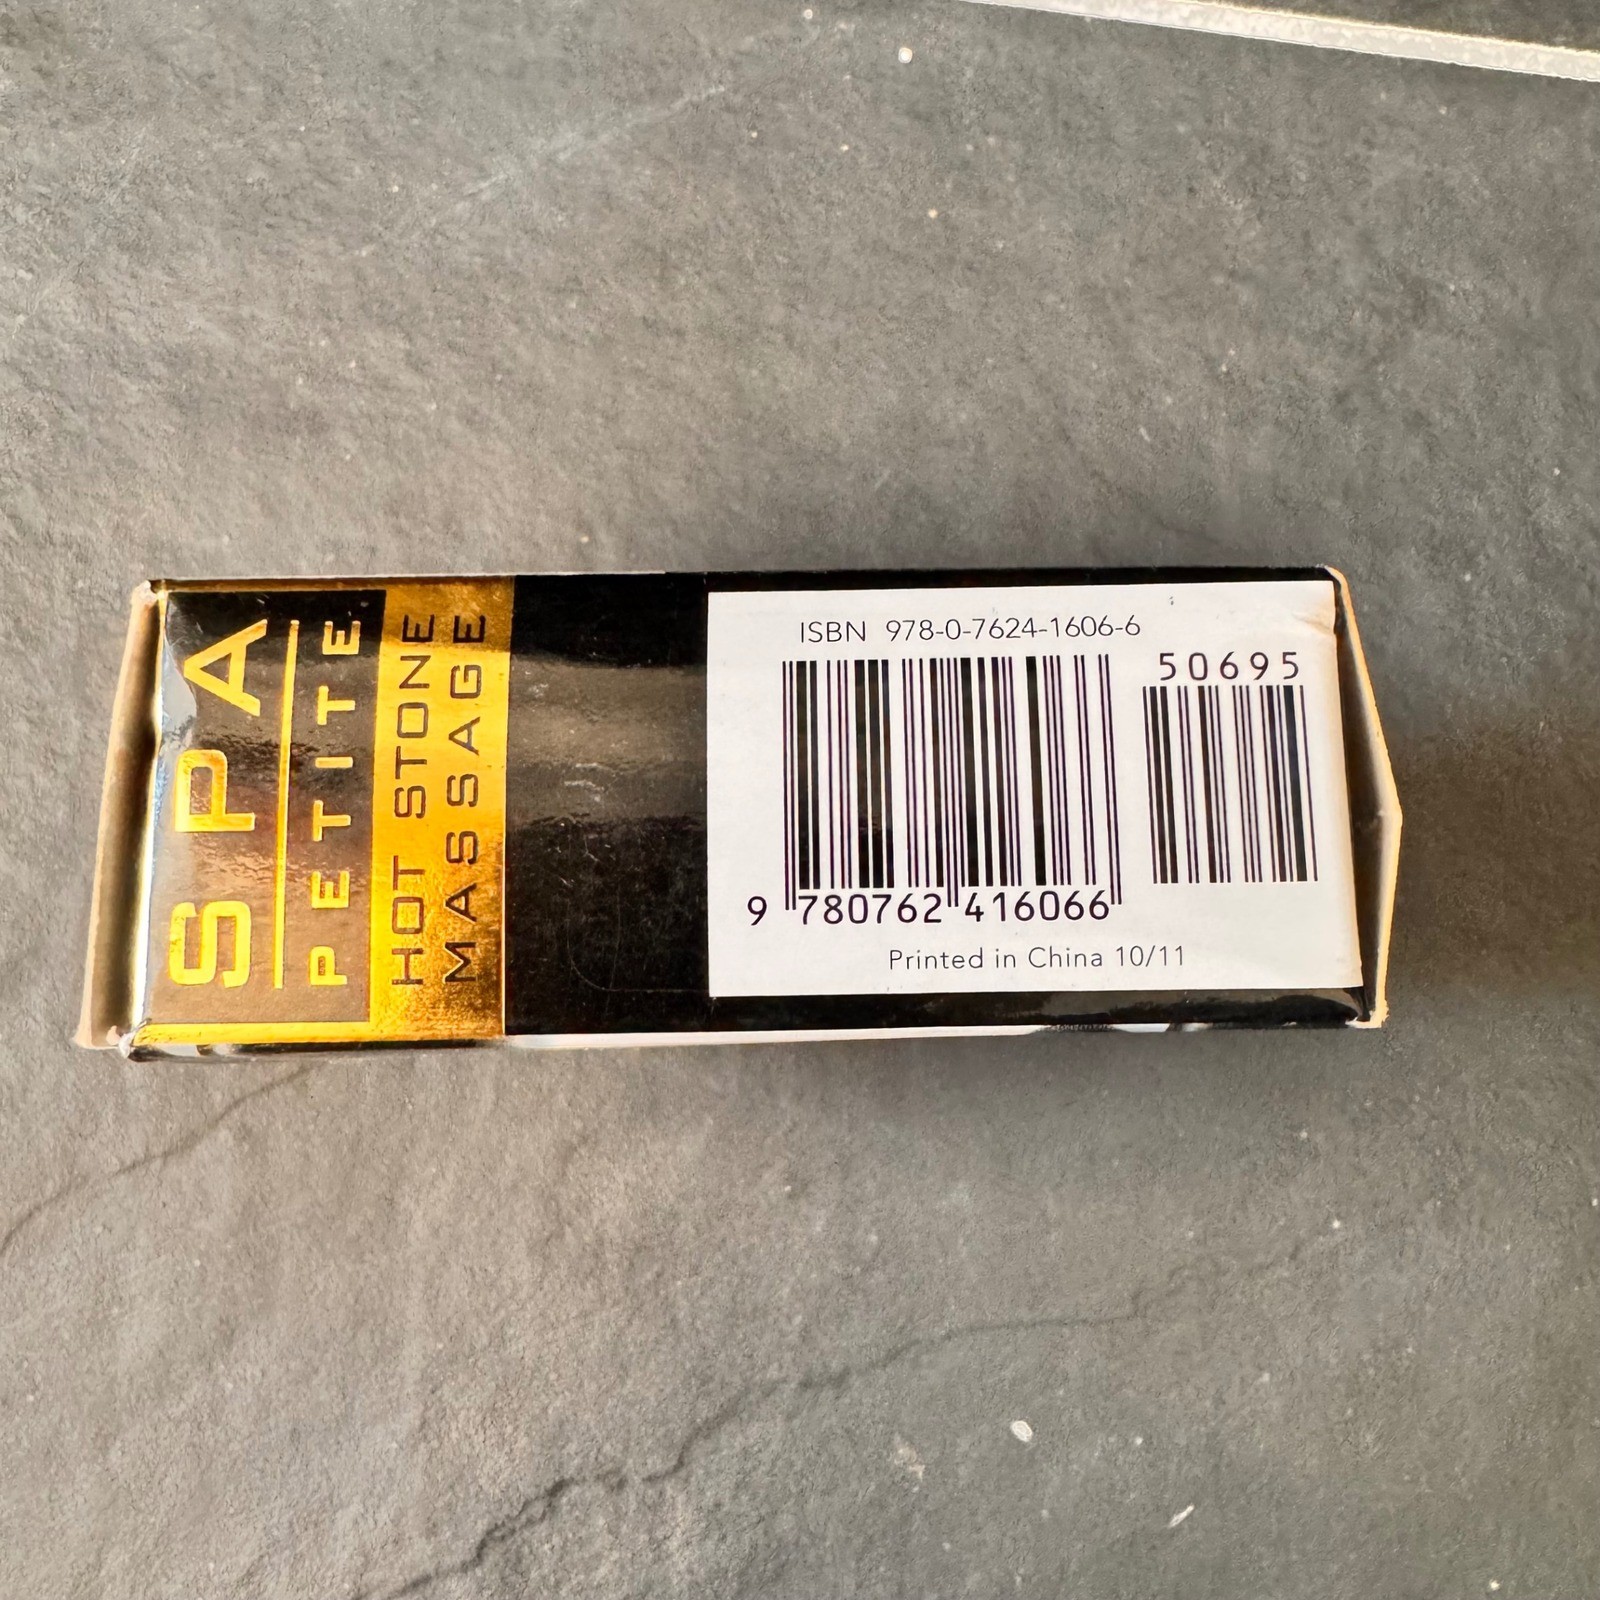 SPA
PETITE
HOT STONE
MASSAGE
ISBN 978-0-7624-1606-6
50695
9 780762 416066
Printed in China 10/11